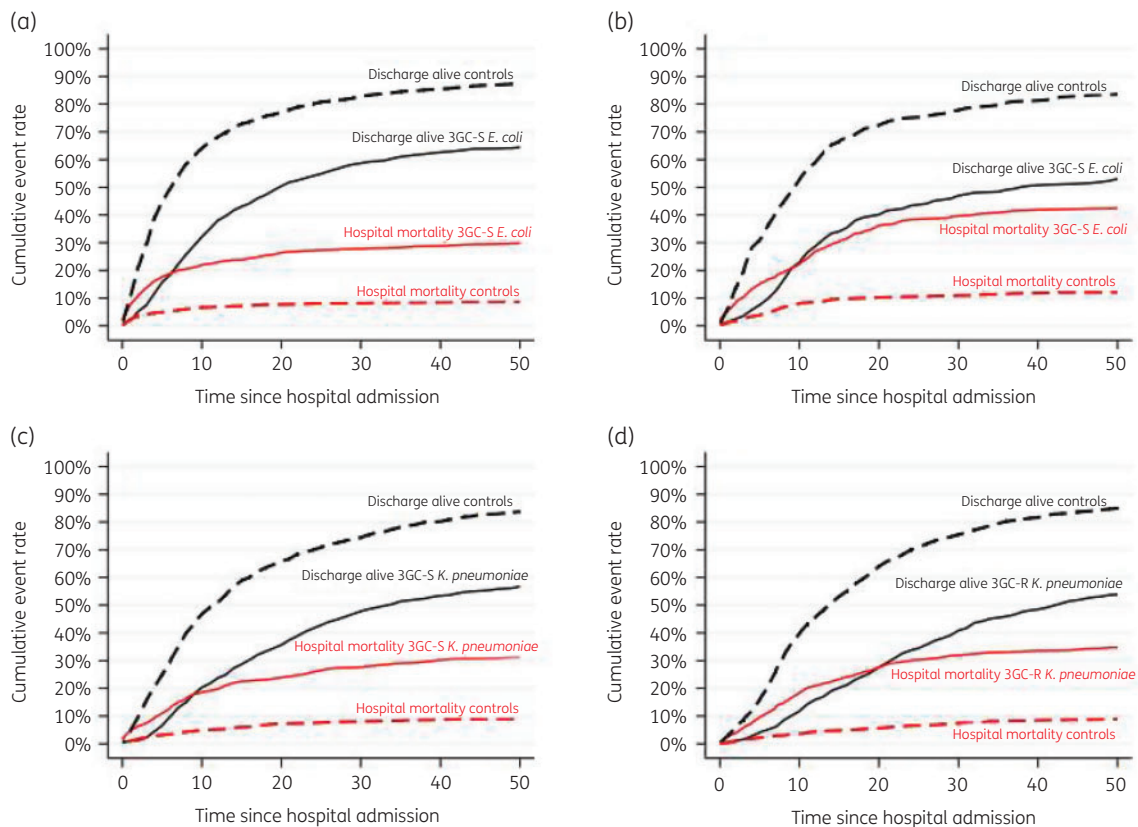 (a)
100%
90%
80%
70%
60%
50%
40%
30%
20%
10%
0%
Cumulative event rate
Discharge alive controls
Discharge alive 3GC-S E. coli
Hospital mortality 3GC-S E. coli
Hospital mortality controls
0 10 20 30 40 50
Time since hospital admission
(b)
100%
90%
80%
70%
60%
50%
40%
30%
20%
10%
0%
Cumulative event rate
Discharge alive controls
Discharge alive 3GC-S E. coli
Hospital mortality 3GC-S E. coli
Hospital mortality controls
0 10 20 30 40 50
Time since hospital admission
(c)
100%
90%
80%
70%
60%
50%
40%
30%
20%
10%
0%
Cumulative event rate
Discharge alive controls
Discharge alive 3GC-S K. pneumoniae
Hospital mortality 3GC-S K. pneumoniae
Hospital mortality controls
0 10 20 30 40 50
Time since hospital admission
(d)
100%
90%
80%
70%
60%
50%
40%
30%
20%
10%
0%
Cumulative event rate
Discharge alive controls
Discharge alive 3GC-R K. pneumoniae
Hospital mortality 3GC-R K. pneumoniae
Hospital mortality controls
0 10 20 30 40 50
Time since hospital admission